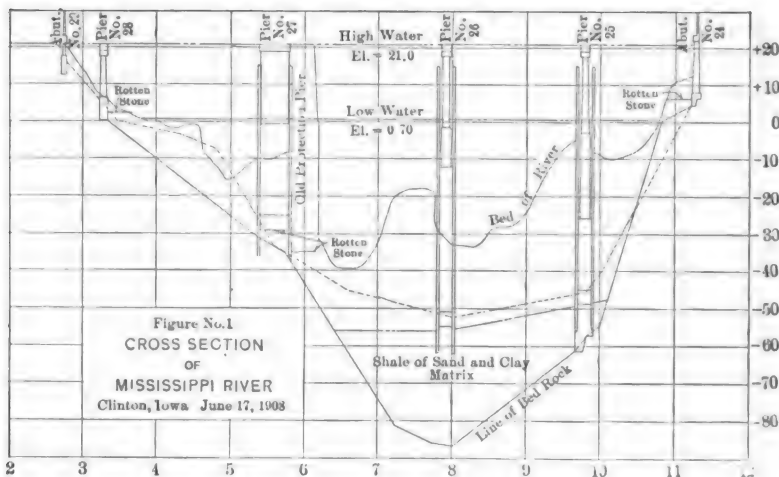 Abut.
No. 29
Pier
No.
28
Pier
No.
27
Pier
No.
26
Pier
No.
25
Abut.
No. 24
High Water
El. = 21.0
Low Water
El. = 0.70
Rotten
Stone
Rotten
Stone
Old Protection Pier
Bed of River
Rotten
Stone
Shale of Sand and Clay
Matrix
Line of Bed Rock
Figure No.1
CROSS SECTION
OF
MISSISSIPPI RIVER
Clinton, Iowa June 17, 1908
+20
+10
0
-10
-20
-30
-40
-50
-60
-70
-80
2 3 4 5 6 7 8 9 10 11